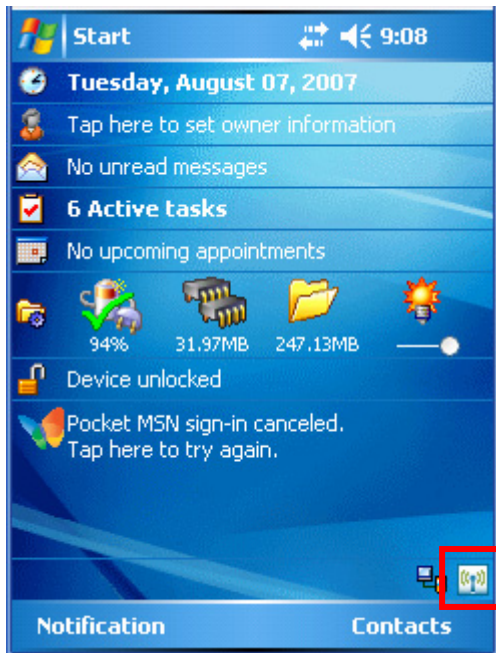 Start 9:08
Tuesday, August 07, 2007
Tap here to set owner information
No unread messages
6 Active tasks
No upcoming appointments
94% 31.97MB 247.13MB
Device unlocked
Pocket MSN sign-in canceled.
Tap here to try again.
Notification Contacts